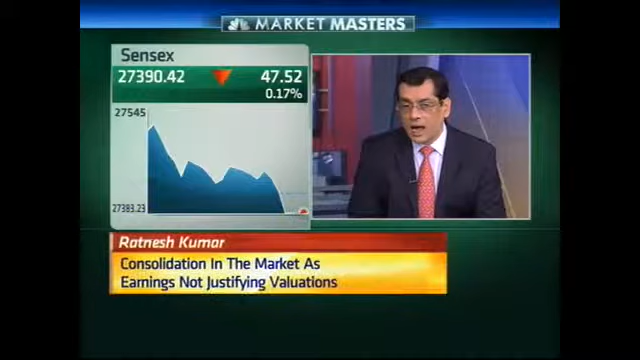 MARKET MASTERS
Sensex
27390.42 47.52
0.17%
27545
27383.23
Ratnesh Kumar
Consolidation In The Market As
Earnings Not Justifying Valuations